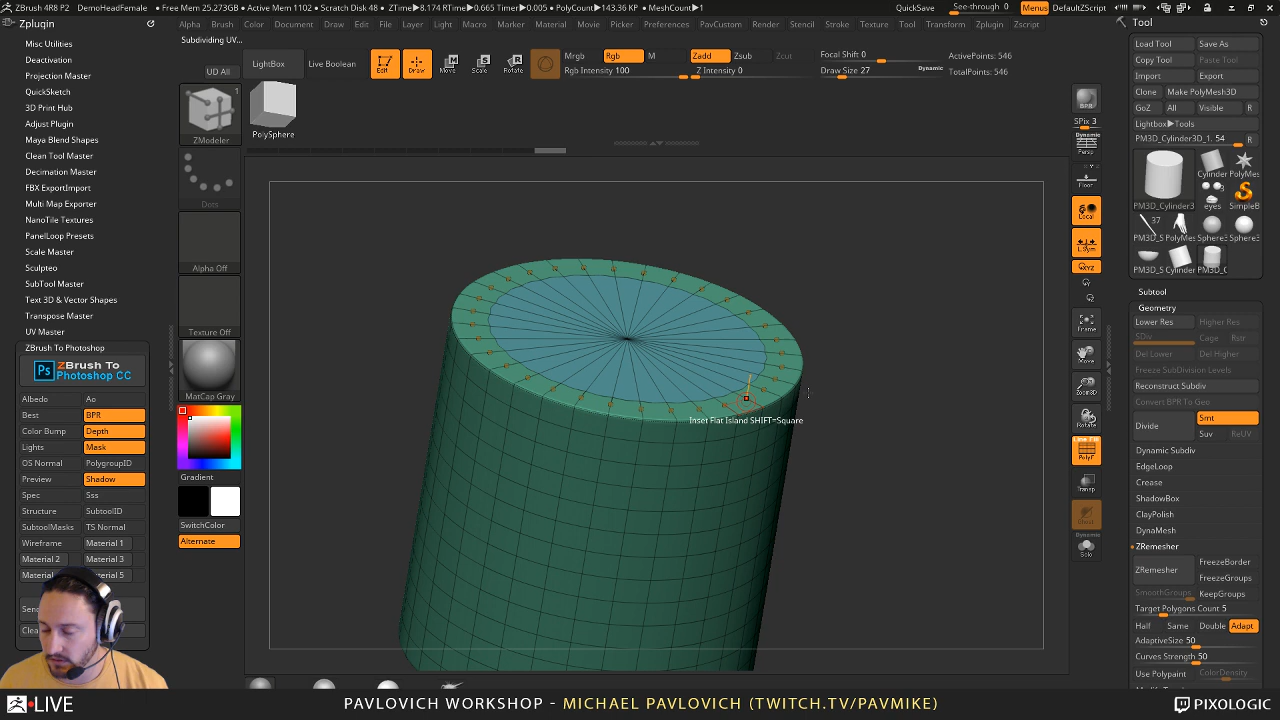 ZBrush 4R8 P2
DemoHeadFemale
• Free Mem 25.273GB • Active Mem 1102 • Scratch Disk 48 • ZTime▶8.174 RTime▶0.665 Timer▶0.005 • PolyCount▶143.36 KP • MeshCount▶1
QuickSave
See-through 0
Menus
DefaultZScript
Zplugin
Alpha Brush Color Document Draw Edit File Layer Light Macro Marker Material Movie Picker Preferences PavCustom Render Stencil Stroke Texture Tool Transform Zplugin Zscript
Tool
Subdividing UV...
Misc Utilities
Deactivation
Projection Master
QuickSketch
3D Print Hub
Adjust Plugin
Maya Blend Shapes
Clean Tool Master
Decimation Master
FBX ExportImport
Multi Map Exporter
NanoTile Textures
PanelLoop Presets
Scale Master
Sculpteo
SubTool Master
Text 3D & Vector Shapes
Transpose Master
UV Master
ZBrush To Photoshop
Ps ZBrush To
Photoshop CC
Albedo Ao
Best BPR
Color Bump Depth
Lights Mask
OS Normal PolygroupID
Preview Shadow
Spec Sss
Structure SubtoolID
SubtoolMasks TS Normal
Wireframe Material 1
Material 2 Material 3
UD All
LightBox
Live Boolean
Edit
Draw
Move
Scale
Rotate
Mrgb Rgb M
Rgb Intensity 100
Zadd Zsub Zcut
Z Intensity 0
Focal Shift 0
Draw Size 27
Dynamic
ActivePoints: 546
TotalPoints: 546
1
ZModeler
PolySphere
Dots
Alpha Off
Texture Off
MatCap Gray
Gradient
SwitchColor
Alternate
Inset Flat Island SHIFT=Square
BPR
SPix 3
Dynamic
Persp
Floor
Local
L.Sym
Frame
Move
Zoom3D
Rotate
Line Fill
PolyF
Transp
Ghost
Dynamic
Solo
Load Tool Save As
Copy Tool Paste Tool
Import Export
Clone Make PolyMesh3D
GoZ All Visible R
Lightbox▶Tools
PM3D_Cylinder3D_1. 54 R
Cylinder PolyMes
PM3D_Cylinder3
eyes SimpleB
37
PM3D_S PolyMes Sphere3 Sphere3
PM3D_S Cylinder PM3D_C
Subtool
Geometry
Lower Res Higher Res
SDiv Cage Rstr
Del Lower Del Higher
Freeze SubDivision Levels
Reconstruct Subdiv
Convert BPR To Geo
Divide Smt
Suv ReUV
Dynamic Subdiv
EdgeLoop
Crease
ShadowBox
ClayPolish
DynaMesh
ZRemesher
ZRemesher FreezeBorder
FreezeGroups
SmoothGroups KeepGroups
Target Polygons Count 5
Half Same Double Adapt
AdaptiveSize 50
Curves Strength 50
Use Polypaint ColorDensity
LIVE
PAVLOVICH WORKSHOP - MICHAEL PAVLOVICH (TWITCH.TV/PAVMIKE)
PIXOLOGIC